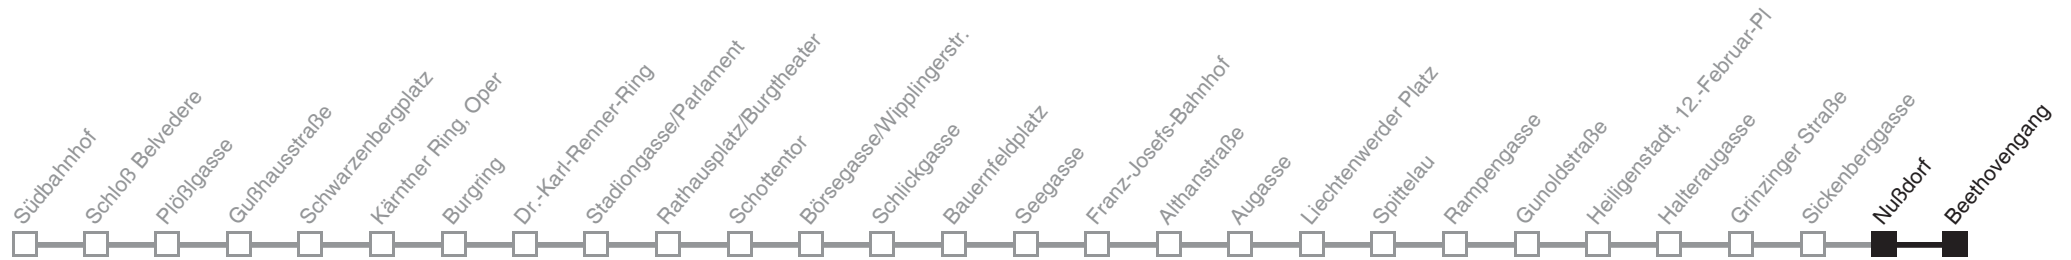 Südbahnhof
Schloß Belvedere
Plößlgasse
Gußhausstraße
Schwarzenbergplatz
Kärntner Ring, Oper
Burgring
Dr.-Karl-Renner-Ring
Stadiongasse/Parlament
Rathausplatz/Burgtheater
Schottentor
Börsegasse/Wipplingerstr.
Schlickgasse
Bauernfeldplatz
Seegasse
Franz-Josefs-Bahnhof
Althanstraße
Augasse
Liechtenwerder Platz
Spittelau
Rampengasse
Gunoldstraße
Heiligenstadt, 12.-Februar-Pl
Halteraugasse
Grinzinger Straße
Sickenberggasse
Nußdorf
Beethovengang